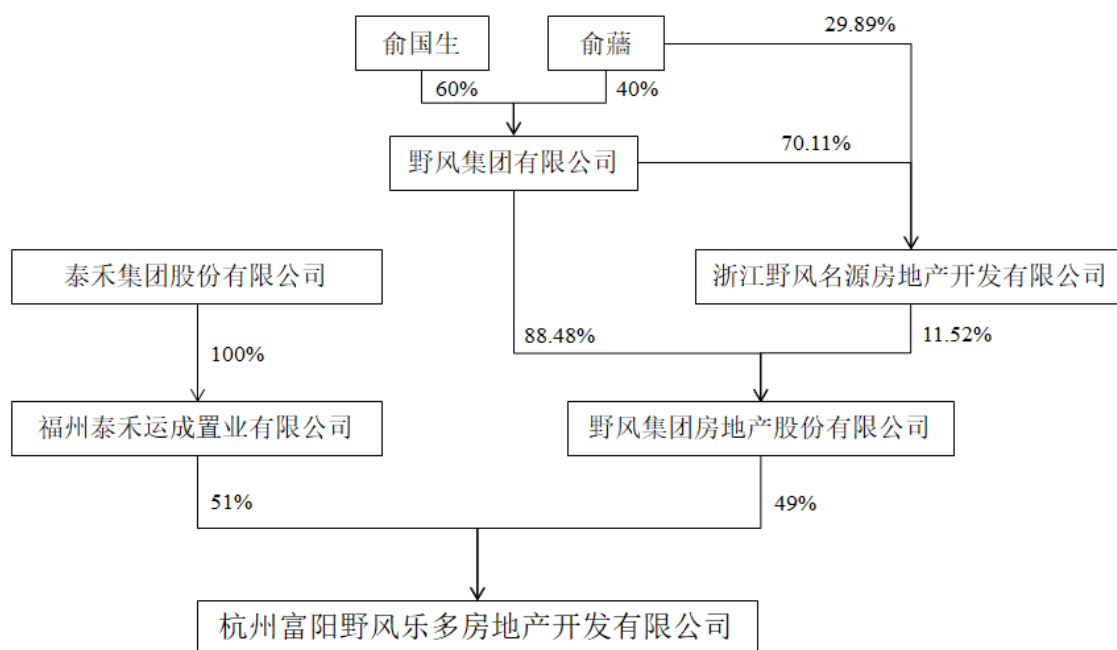 俞国生
俞蘠
29.89%
60%
40%
野风集团有限公司
70.11%
泰禾集团股份有限公司
浙江野风名源房地产开发有限公司
88.48%
11.52%
100%
福州泰禾运成置业有限公司
野风集团房地产股份有限公司
51%
49%
杭州富阳野风乐多房地产开发有限公司